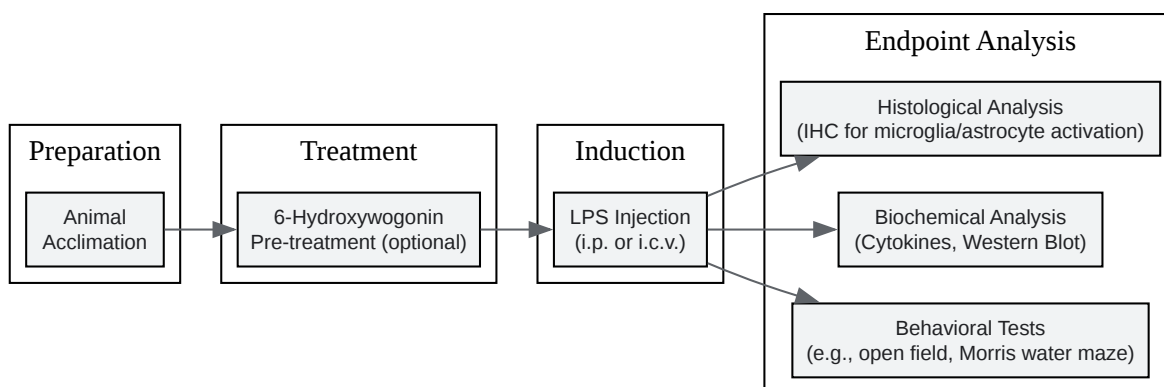 Preparation
Animal
Acclimation
Treatment
6-Hydroxywogonin
Pre-treatment (optional)
Induction
LPS Injection
(i.p. or i.c.v.)
Endpoint Analysis
Histological Analysis
(IHC for microglia/astrocyte activation)
Biochemical Analysis
(Cytokines, Western Blot)
Behavioral Tests
(e.g., open field, Morris water maze)